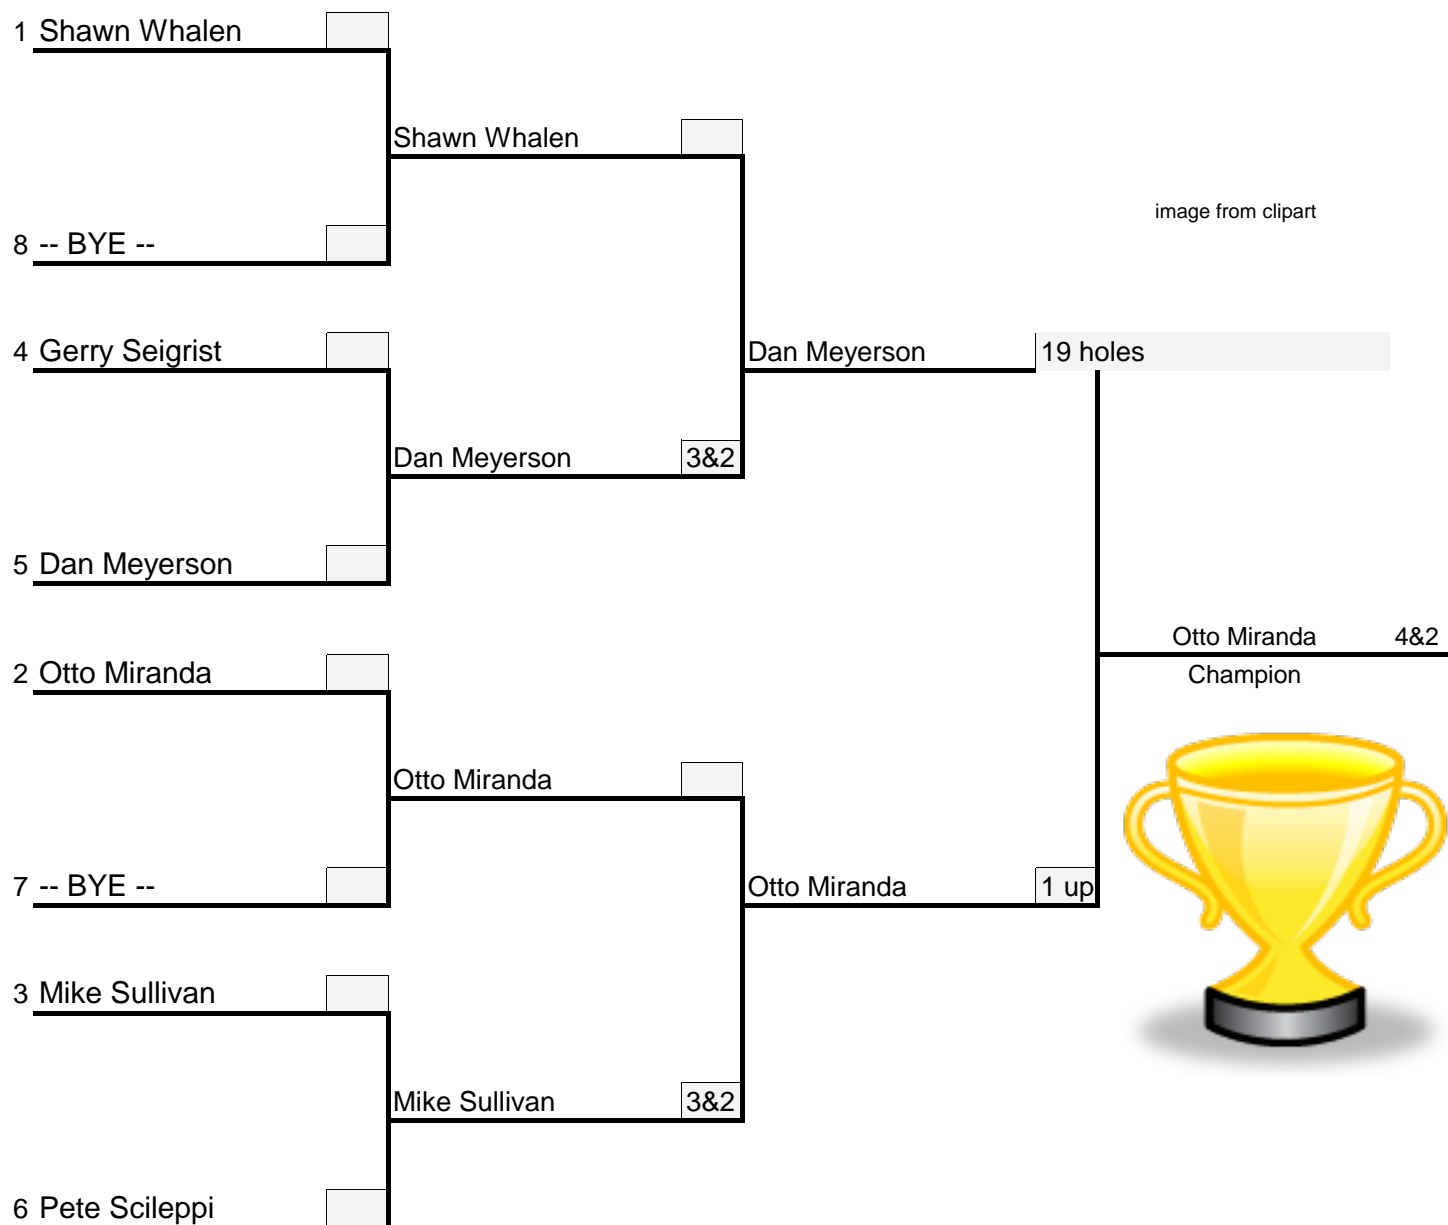 1 Shawn Whalen
Shawn Whalen
image from clipart
8 -- BYE --
4 Gerry Seigrist
Dan Meyerson 19 holes
Dan Meyerson 3&2
5 Dan Meyerson
Otto Miranda 4&2
Champion
2 Otto Miranda
Otto Miranda
7 -- BYE --
Otto Miranda 1 up
3 Mike Sullivan
Mike Sullivan 3&2
6 Pete Scileppi